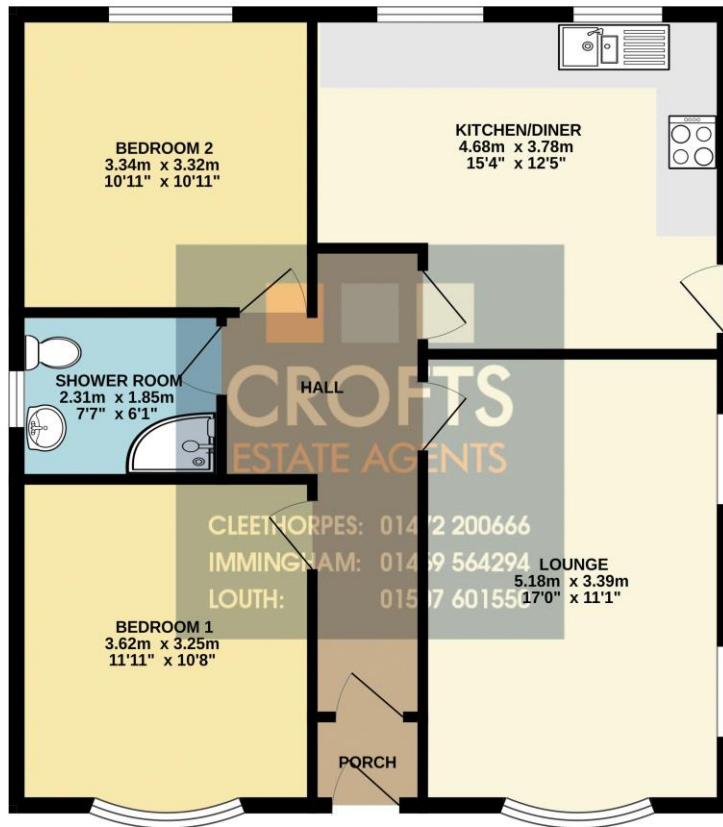 BEDROOM 2
3.34m x 3.32m
10'11" x 10'11"
KITCHEN/DINER
4.68m x 3.78m
15'4" x 12'5"
SHOWER ROOM
2.31m x 1.85m
7'7" x 6'1"
HALL
CROFTS
ESTATE AGENTS
CLEETHORPES: 01472 200666
IMMINGHAM: 01469 564294
LOUTH: 01507 601550
LOUNGE
5.18m x 3.39m
17'0" x 11'1"
BEDROOM 1
3.62m x 3.25m
11'11" x 10'8"
PORCH